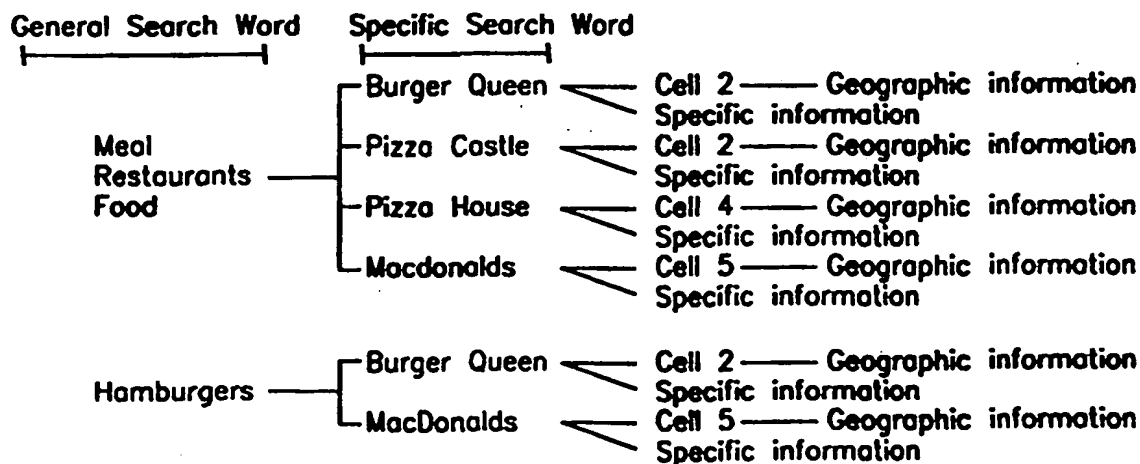 General Search Word Specific Search Word
Burger Queen Cell 2 Geographic information
Specific information
Meal Pizza Castle Cell 2 Geographic information
Restaurants Specific information
Food Pizza House Cell 4 Geographic information
Specific information
Macdonalds Cell 5 Geographic information
Specific information
Burger Queen Cell 2 Geographic information
Hamburgers Specific information
MacDonalds Cell 5 Geographic information
Specific information